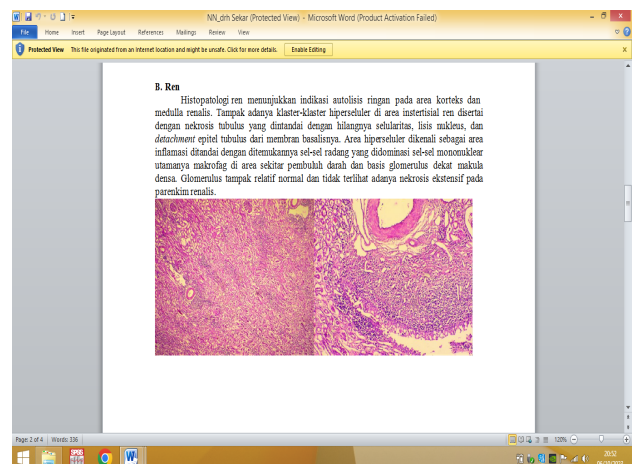 NN_drh Sekar (Protected View) - Microsoft Word (Product Activation Failed)
File Home Insert Page Layout References Mailings Review View
Protected View This file originated from an Internet location and might be unsafe. Click for more details. Enable Editing
B. Ren
Histopatologi ren menunjukkan indikasi autolisis ringan pada area korteks dan
medulla renalis. Tampak adanya klaster-klaster hiperseluler di area instertisial ren disertai
dengan nekrosis tubulus yang dintandai dengan hilangnya selularitas, lisis nukleus, dan
detachment epitel tubulus dari membran basalisnya. Area hiperseluler dikenali sebagai area
inflamasi ditandai dengan ditemukannya sel-sel radang yang didominasi sel-sel mononuklear
utamanya makrofag di area sekitar pembuluh darah dan basis glomerulus dekat makula
densa. Glomerulus tampak relatif normal dan tidak terlihat adanya nekrosis ekstensif pada
parenkim renalis.
Page: 2 of 4 Words: 336 120%
20:52